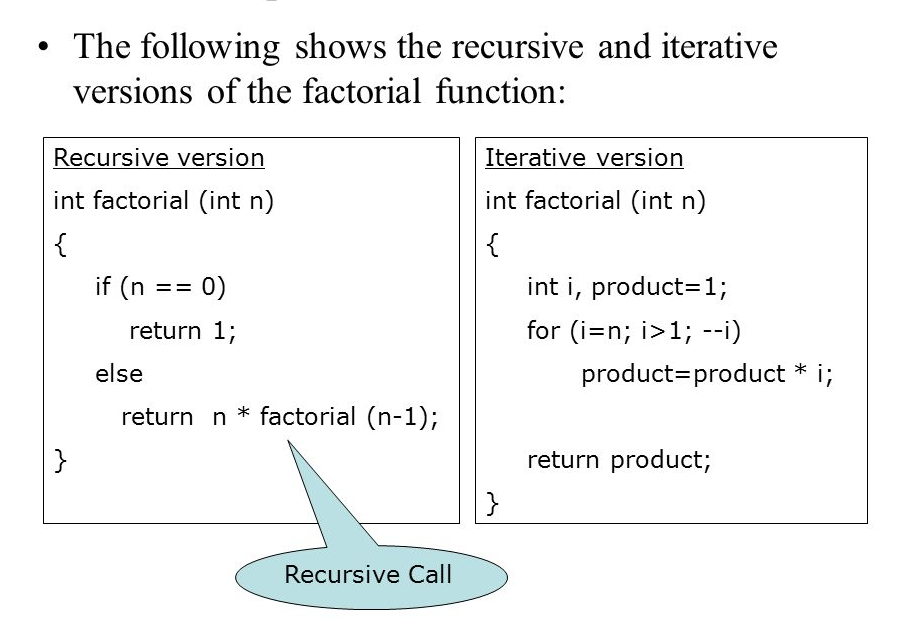 • The following shows the recursive and iterative
versions of the factorial function:
Recursive version
int factorial (int n)
{
if (n == 0)
return 1;
else
return n * factorial (n-1);
}
Iterative version
int factorial (int n)
{
int i, product=1;
for (i=n; i>1; --i)
product=product * i;
return product;
}
Recursive Call